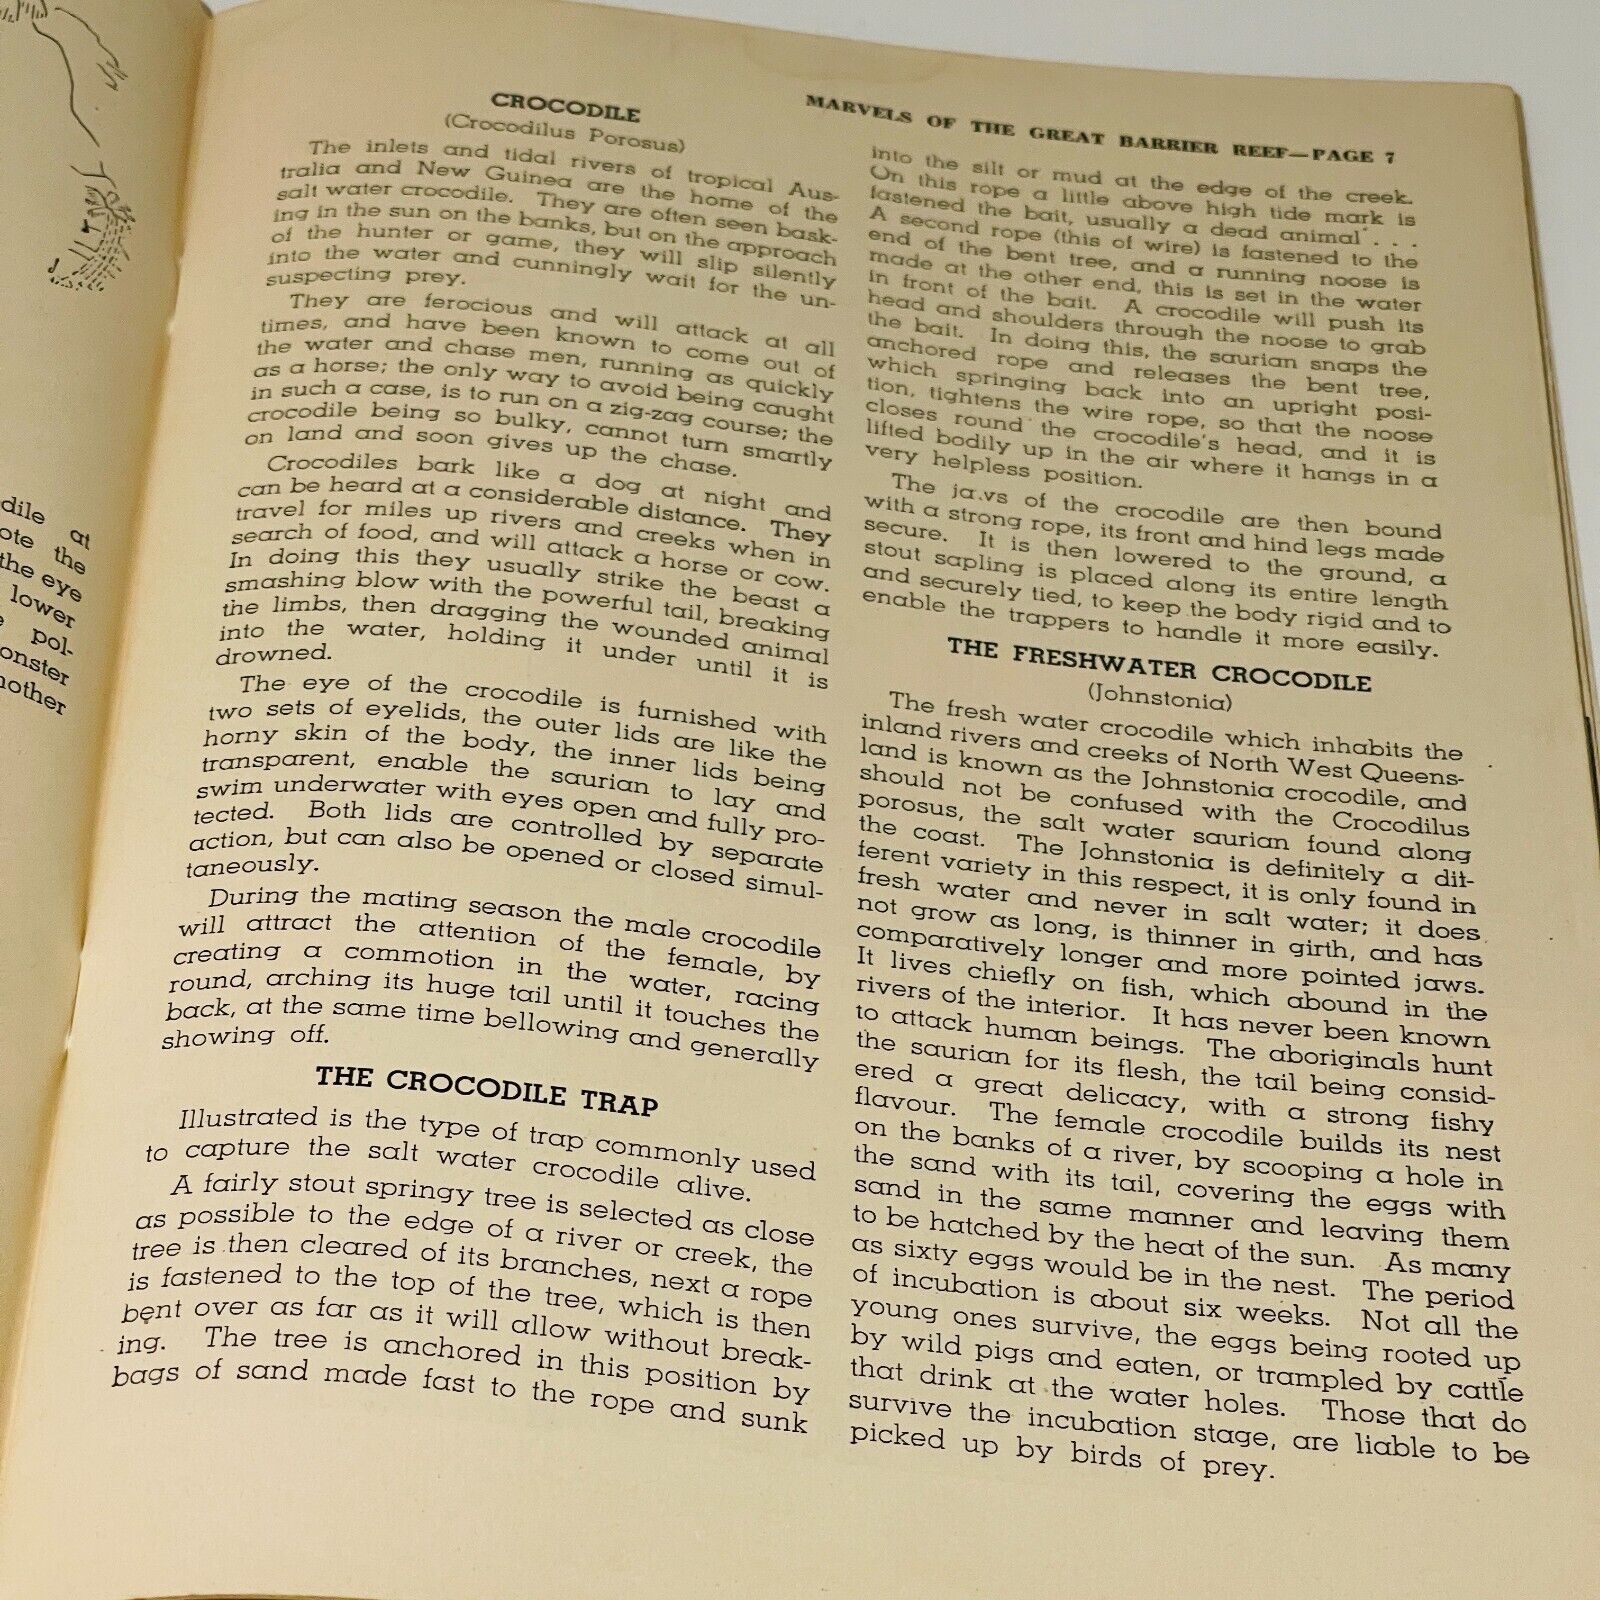 dile at
ote the
the eye
lower
pol-
onster
nother
MARVELS OF THE GREAT BARRIER REEF—PAGE 7
CROCODILE
(Crocodilus Porosus)
The inlets and tidal rivers of tropical Aus-
tralia and New Guinea are the home of the
salt water crocodile. They are often seen bask-
ing in the sun on the banks, but on the approach
of the hunter or game, they will slip silently
into the water and cunningly wait for the un-
suspecting prey.
They are ferocious and will attack at all
times, and have been known to come out of
the water and chase men, running as quickly
as a horse; the only way to avoid being caught
in such a case, is to run on a zig-zag course; the
crocodile being so bulky, cannot turn smartly
on land and soon gives up the chase.
Crocodiles bark like a dog at night and
can be heard at a considerable distance. They
travel for miles up rivers and creeks when in
search of food, and will attack a horse or cow.
In doing this they usually strike the beast a
smashing blow with the powerful tail, breaking
the limbs, then dragging the wounded animal
into the water, holding it under until it is
drowned.
The eye of the crocodile is furnished with
two sets of eyelids, the outer lids are like the
horny skin of the body, the inner lids being
transparent, enable the saurian to lay and
swim underwater with eyes open and fully pro-
tected. Both lids are controlled by separate
action, but can also be opened or closed simul-
taneously.
During the mating season the male crocodile
will attract the attention of the female, by
creating a commotion in the water, racing
round, arching its huge tail until it touches the
back, at the same time bellowing and generally
showing off.
THE CROCODILE TRAP
Illustrated is the type of trap commonly used
to capture the salt water crocodile alive.
A fairly stout springy tree is selected as close
as possible to the edge of a river or creek, the
tree is then cleared of its branches, next a rope
is fastened to the top of the tree, which is then
bent over as far as it will allow without break-
ing. The tree is anchored in this position by
bags of sand made fast to the rope and sunk
into the silt or mud at the edge of the creek.
On this rope a little above high tide mark is
fastened the bait, usually a dead animal . . .
A second rope (this of wire) is fastened to the
end of the bent tree, and a running noose is
made at the other end, this is set in the water
in front of the bait. A crocodile will push its
head and shoulders through the noose to grab
the bait. In doing this, the saurian snaps the
anchored rope and releases the bent tree,
which springing back into an upright posi-
tion, tightens the wire rope, so that the noose
closes round the crocodile's head, and it is
lifted bodily up in the air where it hangs in a
very helpless position.
The ja.vs of the crocodile are then bound
with a strong rope, its front and hind legs made
secure. It is then lowered to the ground, a
stout sapling is placed along its entire length
and securely tied, to keep the body rigid and to
enable the trappers to handle it more easily.
THE FRESHWATER CROCODILE
(Johnstonia)
The fresh water crocodile which inhabits the
inland rivers and creeks of North West Queens-
land is known as the Johnstonia crocodile, and
should not be confused with the Crocodilus
porosus, the salt water saurian found along
the coast. The Johnstonia is definitely a dif-
ferent variety in this respect, it is only found in
fresh water and never in salt water; it does
not grow as long, is thinner in girth, and has
comparatively longer and more pointed jaws.
It lives chiefly on fish, which abound in the
rivers of the interior. It has never been known
to attack human beings. The aboriginals hunt
the saurian for its flesh, the tail being consid-
ered a great delicacy, with a strong fishy
flavour. The female crocodile builds its nest
on the banks of a river, by scooping a hole in
the sand with its tail, covering the eggs with
sand in the same manner and leaving them
to be hatched by the heat of the sun. As many
as sixty eggs would be in the nest. The period
of incubation is about six weeks. Not all the
young ones survive, the eggs being rooted up
by wild pigs and eaten, or trampled by cattle
that drink at the water holes. Those that do
survive the incubation stage, are liable to be
picked up by birds of prey.